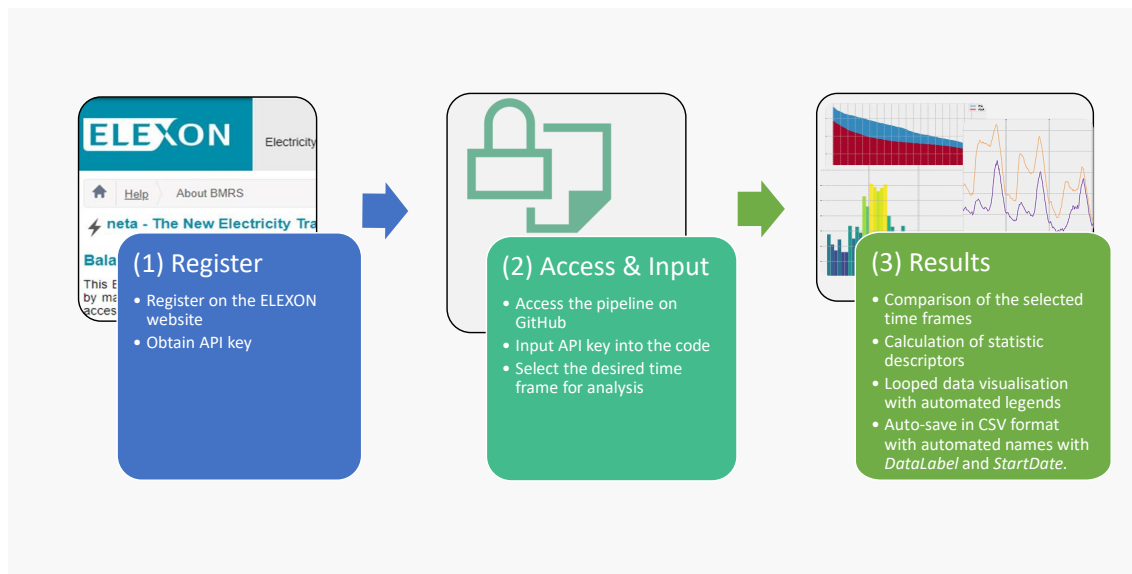 ELEXON
Electricity
Help
About BMRS
neta - The New Electricity Tra
Bala
This E
by ma
acces
(1) Register
• Register on the ELEXON
website
• Obtain API key
(2) Access & Input
• Access the pipeline on
GitHub
• Input API key into the code
• Select the desired time
frame for analysis
(3) Results
• Comparison of the selected
time frames
• Calculation of statistic
descriptors
• Looped data visualisation
with automated legends
• Auto-save in CSV format
with automated names with
DataLabel and StartDate.